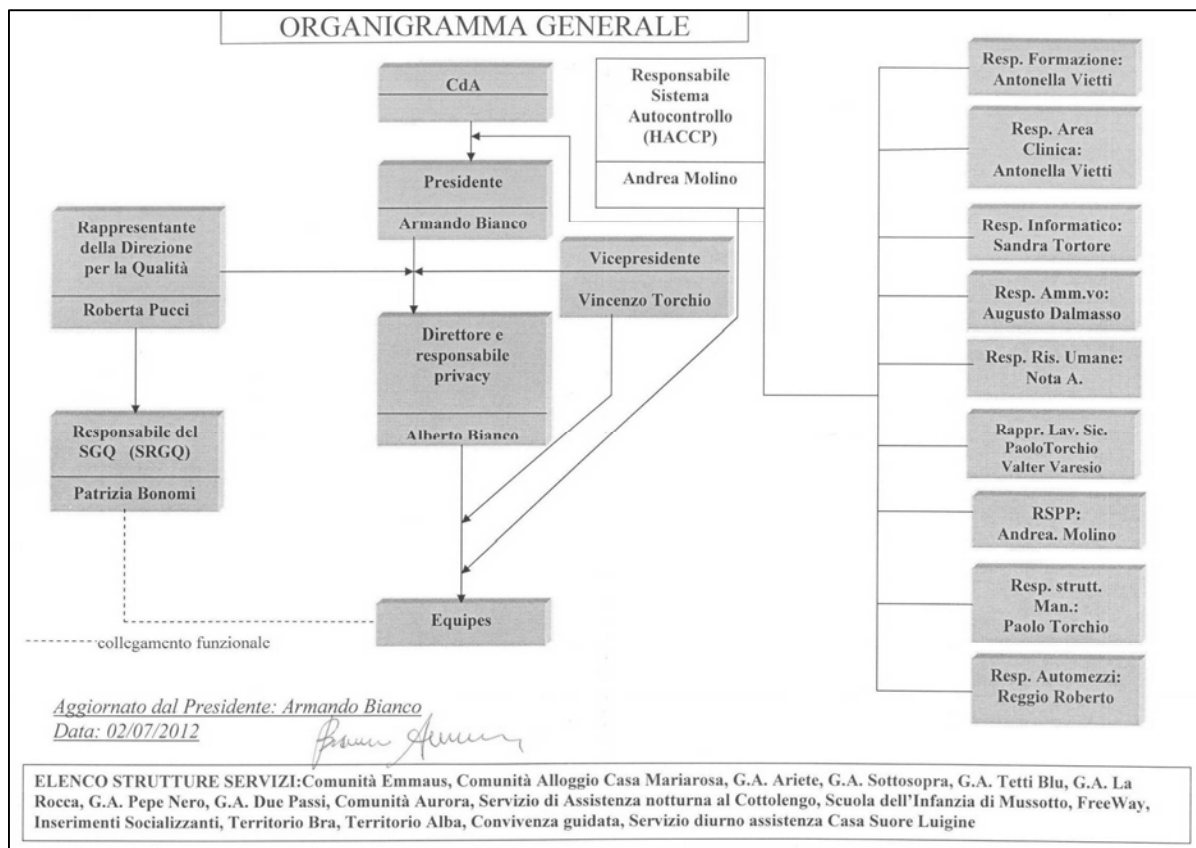 ORGANIGRAMMA GENERALE
CdA
Presidente
Armando Bianco
Responsabile
Sistema
Autocontrollo
(HACCP)
Andrea Molino
Rappresentante
della Direzione
per la Qualità
Roberta Pucci
Vicepresidente
Vincenzo Torchio
Direttore e
responsabile
privacy
Alberto Bianco
Responsabile del
SGQ (SRGQ)
Patrizia Bonomi
Equipes
collegamento funzionale
Resp. Formazione:
Antonella Vietti
Resp. Area
Clinica:
Antonella Vietti
Resp. Informatico:
Sandra Tortore
Resp. Amm.vo:
Augusto Dalmasso
Resp. Ris. Umane:
Nota A.
Rappr. Lav. Sic.
PaoloTorchio
Valter Varesio
RSPP:
Andrea. Molino
Resp. strutt.
Man.:
Paolo Torchio
Resp. Automezzi:
Reggio Roberto
Aggiornato dal Presidente: Armando Bianco
Data: 02/07/2012
ELENCO STRUTTURE SERVIZI:Comunità Emmaus, Comunità Alloggio Casa Mariarosa, G.A. Ariete, G.A. Sottosopra, G.A. Tetti Blu, G.A. La
Rocca, G.A. Pepe Nero, G.A. Due Passi, Comunità Aurora, Servizio di Assistenza notturna al Cottolengo, Scuola dell'Infanzia di Mussotto, FreeWay,
Inserimenti Socializzanti, Territorio Bra, Territorio Alba, Convivenza guidata, Servizio diurno assistenza Casa Suore Luigine